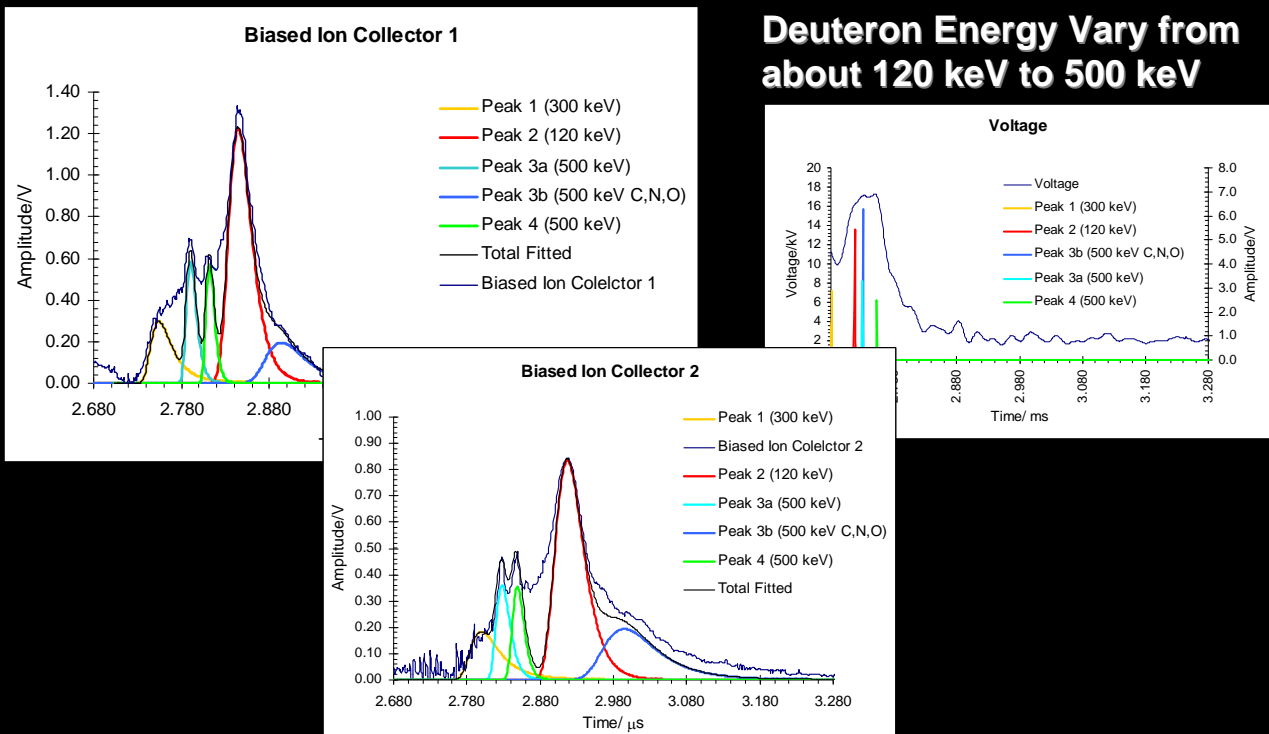 Deuteron Energy Vary from
about 120 keV to 500 keV
Biased Ion Collector 1
Amplitude/V
1.40
1.20
1.00
0.80
0.60
0.40
0.20
0.00
2.680 2.780 2.880
Peak 1 (300 keV)
Peak 2 (120 keV)
Peak 3a (500 keV)
Peak 3b (500 keV C,N,O)
Peak 4 (500 keV)
Total Fitted
Biased Ion Colelctor 1
Voltage
Voltage/kV
20
18
16
14
12
10
8
6
4
2
Voltage
Peak 1 (300 keV)
Peak 2 (120 keV)
Peak 3b (500 keV C,N,O)
Peak 3a (500 keV)
Peak 4 (500 keV)
8.0
7.0
6.0
5.0
4.0
3.0
2.0
1.0
0.0
Amplitude/V
2.880 2.980 3.080 3.180 3.280
Time/ ms
Biased Ion Collector 2
Amplitude/V
1.00
0.90
0.80
0.70
0.60
0.50
0.40
0.30
0.20
0.10
0.00
2.680 2.780 2.880 2.980 3.080 3.180 3.280
Time/ μs
Peak 1 (300 keV)
Biased Ion Colelctor 2
Peak 2 (120 keV)
Peak 3a (500 keV)
Peak 3b (500 keV C,N,O)
Peak 4 (500 keV)
Total Fitted